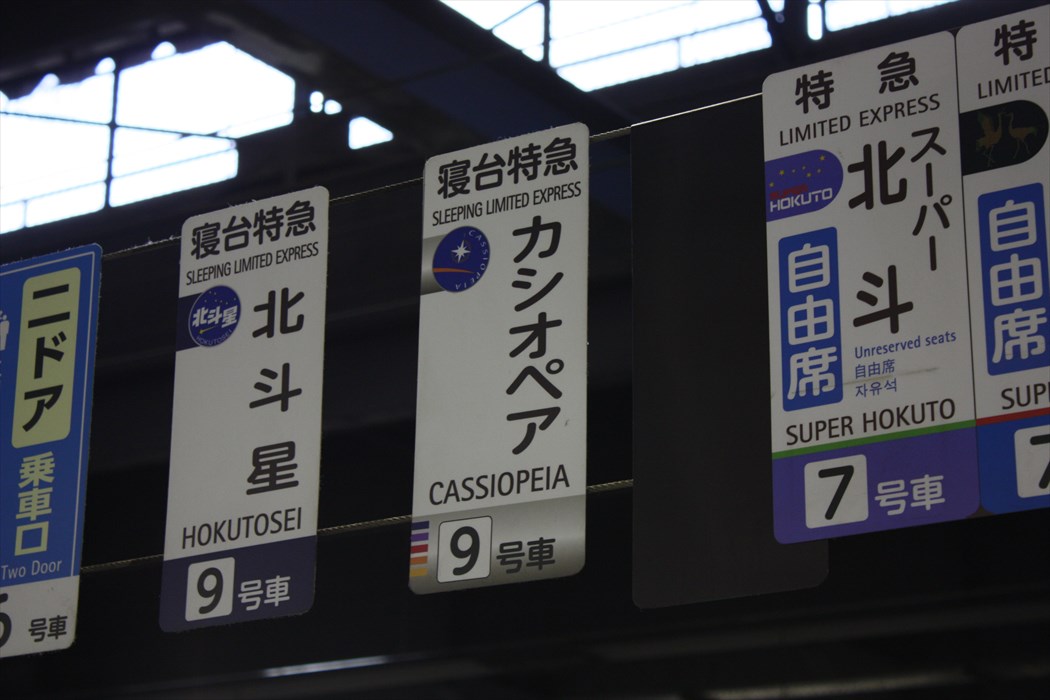 ニドア
乗車口
Two Door
号車
寝台特急
SLEEPING LIMITED EXPRESS
北斗星
HOKUTOSEI
北斗星
HOKUTOSEI
9号車
寝台特急
SLEEPING LIMITED EXPRESS
CASSIOPEIA
カシオペア
CASSIOPEIA
9号車
特急
LIMITED EXPRESS
SUPER
HOKUTO
スーパー
北斗
自由席
Unreserved seats
自由席
자유석
SUPER HOKUTO
7号車
特
LIMITED
自由席
SUP
7